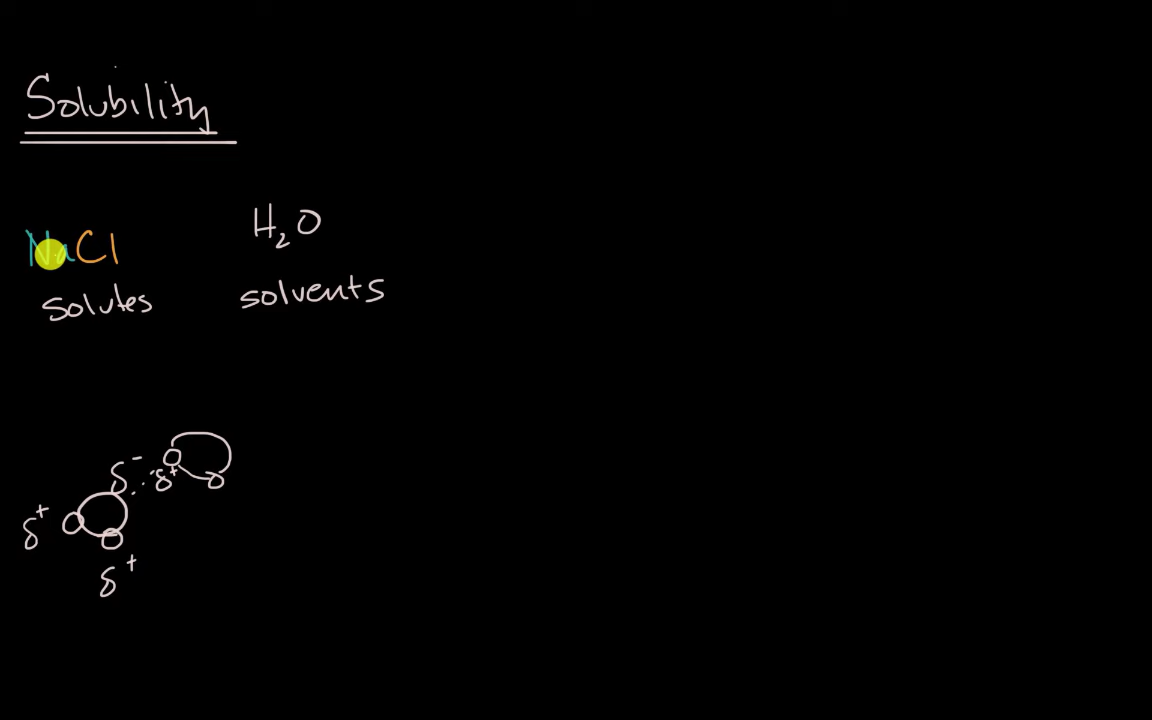 Solubility
NaCl
H₂O
solutes
solvents
δ⁻
δ⁺
δ⁺
δ⁺